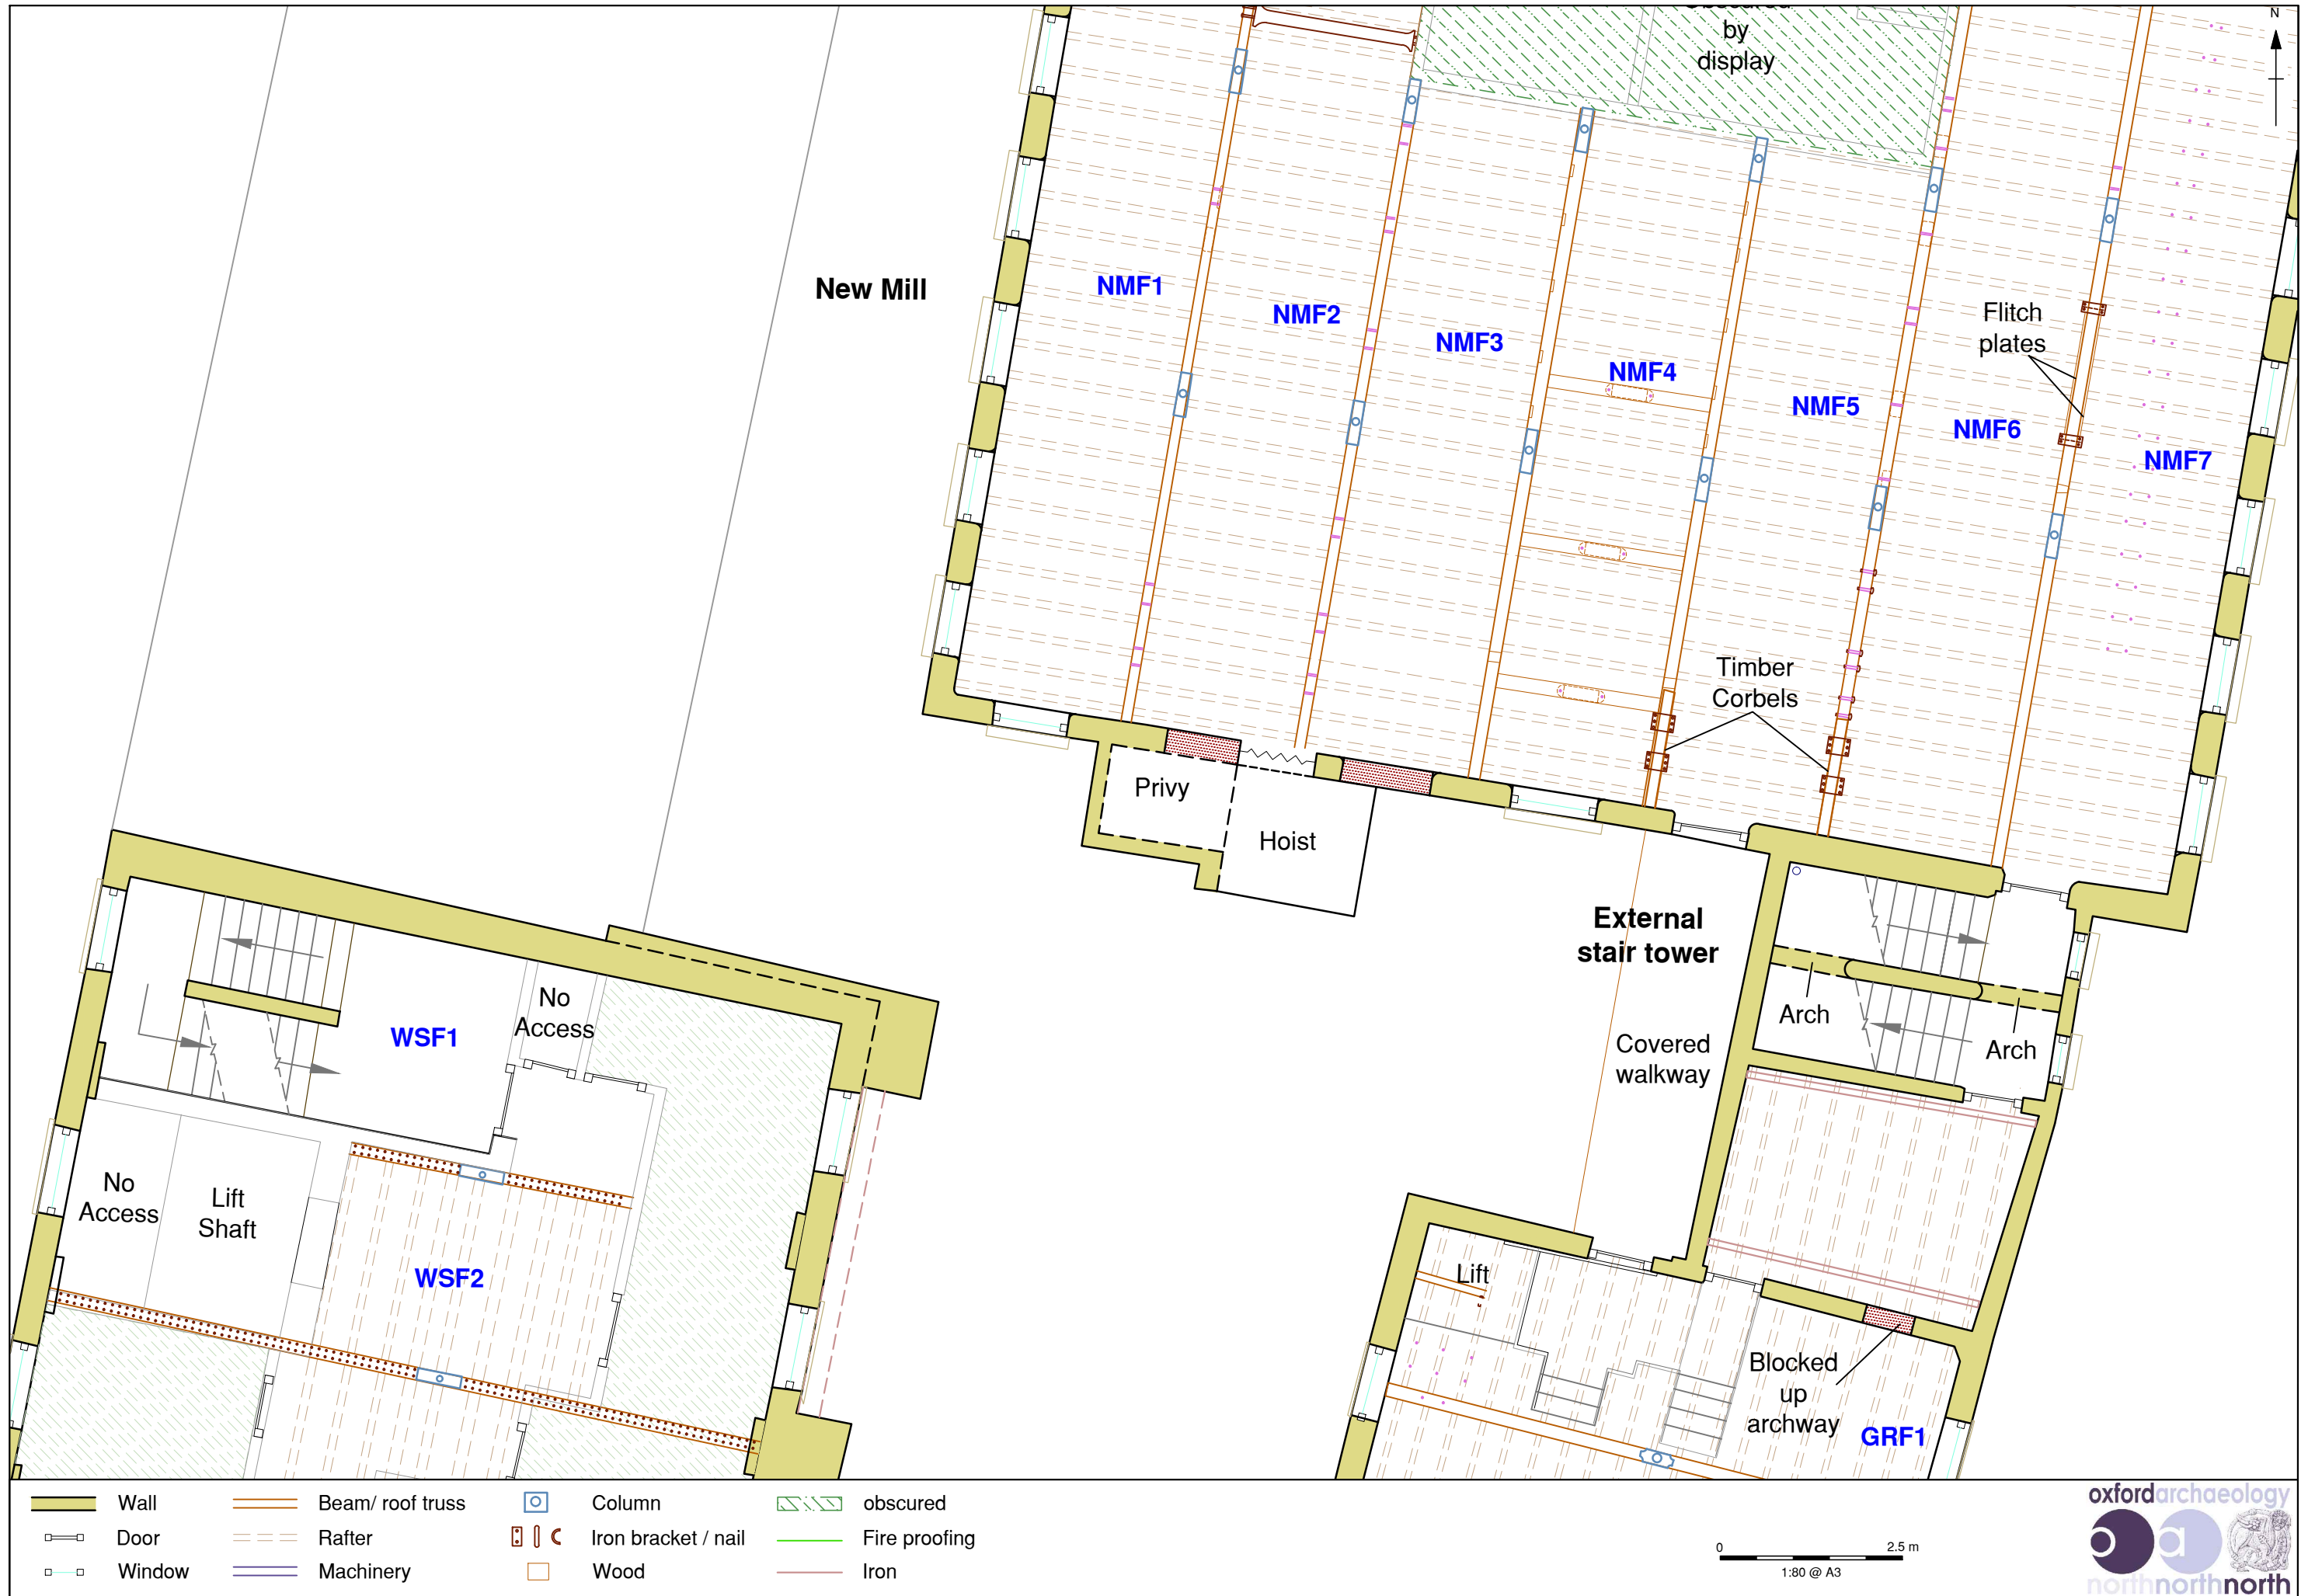 Obscured
by
display
N
New Mill
NMF1
NMF2
NMF3
NMF4
NMF5
NMF6
NMF7
Flitch
plates
Timber
Corbels
Privy
Hoist
External
stair tower
Covered
walkway
Arch
Arch
No
Access
WSF1
No
Access
Lift
Shaft
WSF2
Lift
Blocked
up
archway
GRF1
Wall
Beam/ roof truss
Column
obscured
Door
Rafter
Iron bracket / nail
Fire proofing
Window
Machinery
Wood
Iron
0 2.5 m
1:80 @ A3
oxfordarchaeology
northnorthnorth